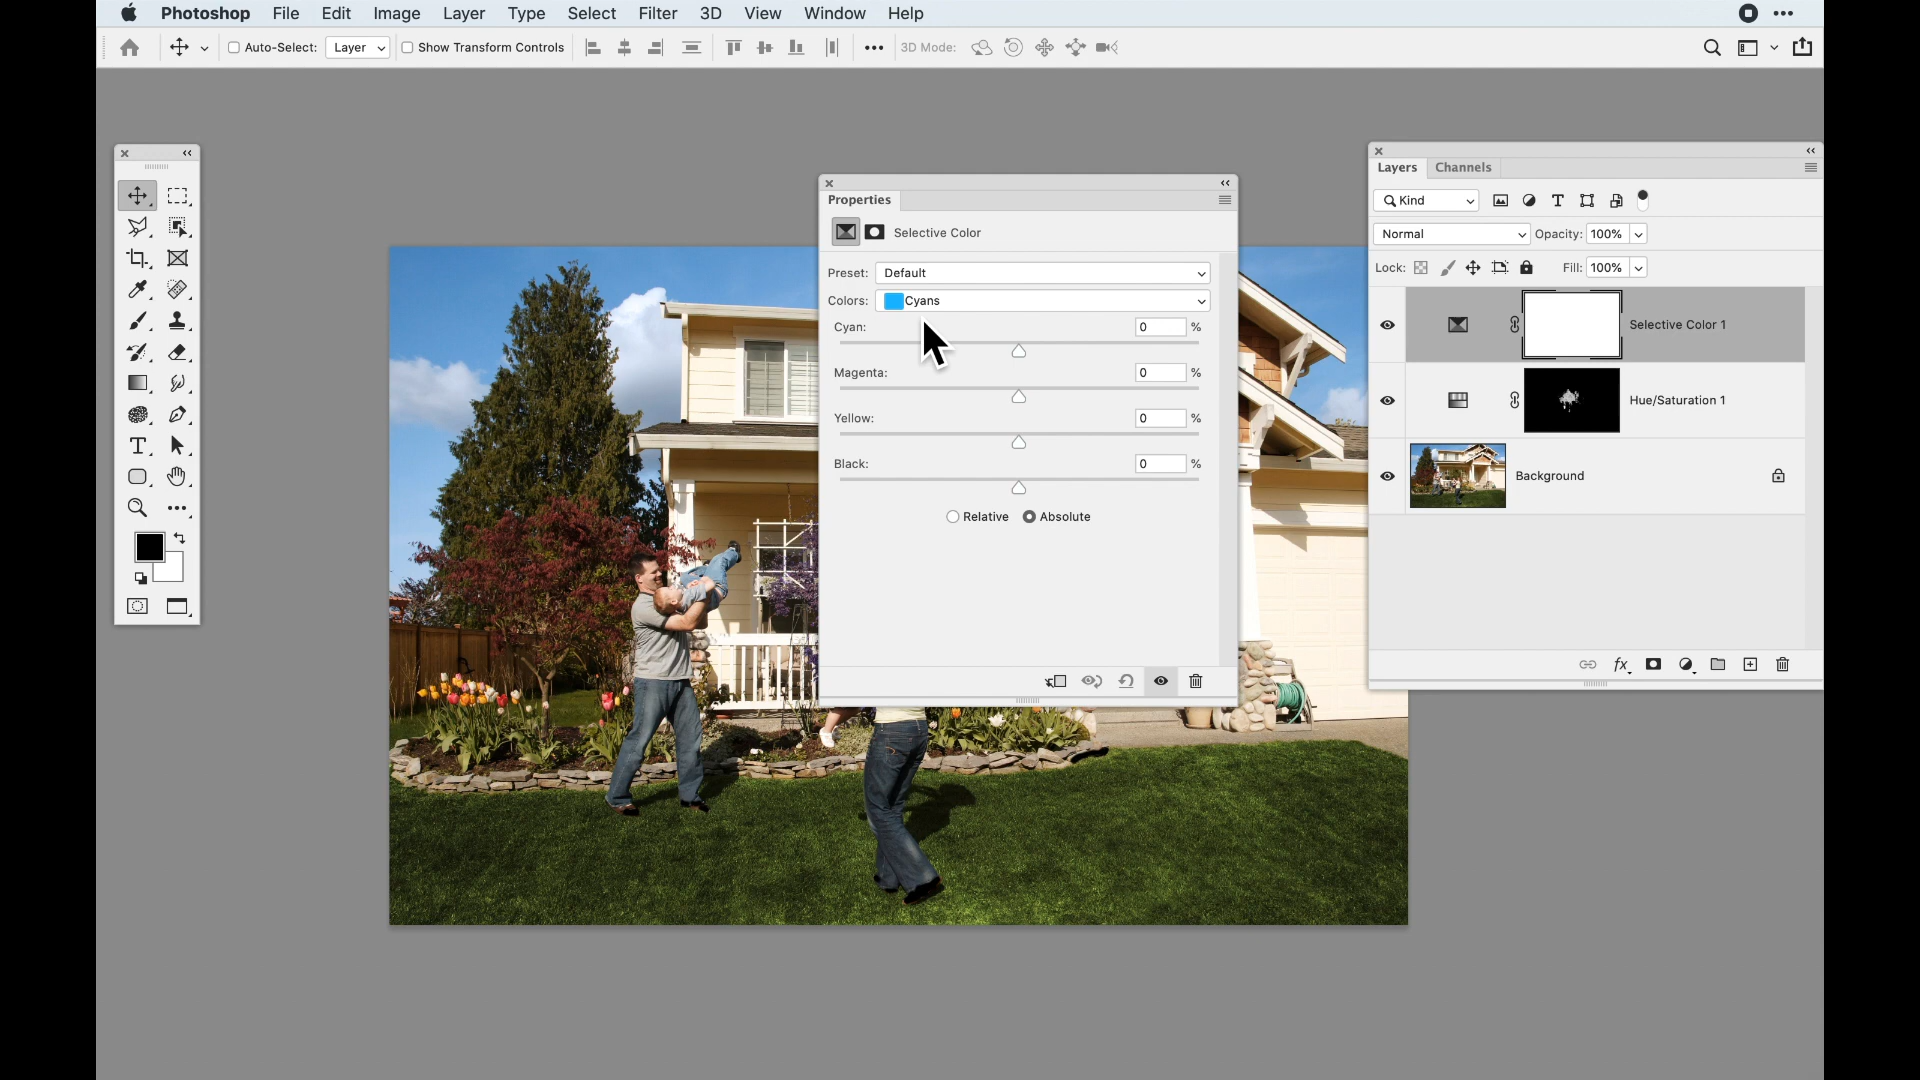 Photoshop File Edit Image Layer Type Select Filter 3D View Window Help
Auto-Select: Layer Show Transform Controls 3D Mode:
Layers Channels
Kind
Normal Opacity: 100%
Lock: Fill: 100%
Selective Color 1
Hue/Saturation 1
Background
fx
Properties
Selective Color
Preset: Default
Colors: Cyans
Cyan: 0 %
Magenta: 0 %
Yellow: 0 %
Black: 0 %
Relative Absolute